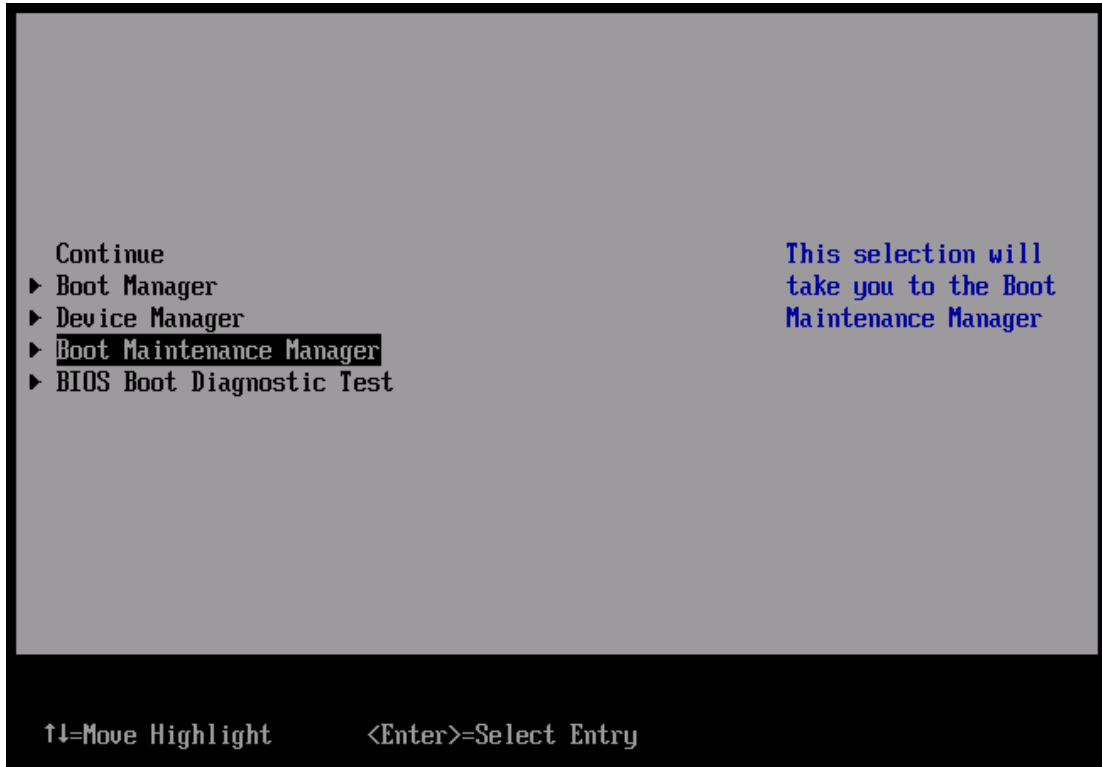 Continue
This selection will
▶ Boot Manager
take you to the Boot
▶ Device Manager
Maintenance Manager
▶ Boot Maintenance Manager
▶ BIOS Boot Diagnostic Test
↑↓=Move Highlight <Enter>=Select Entry